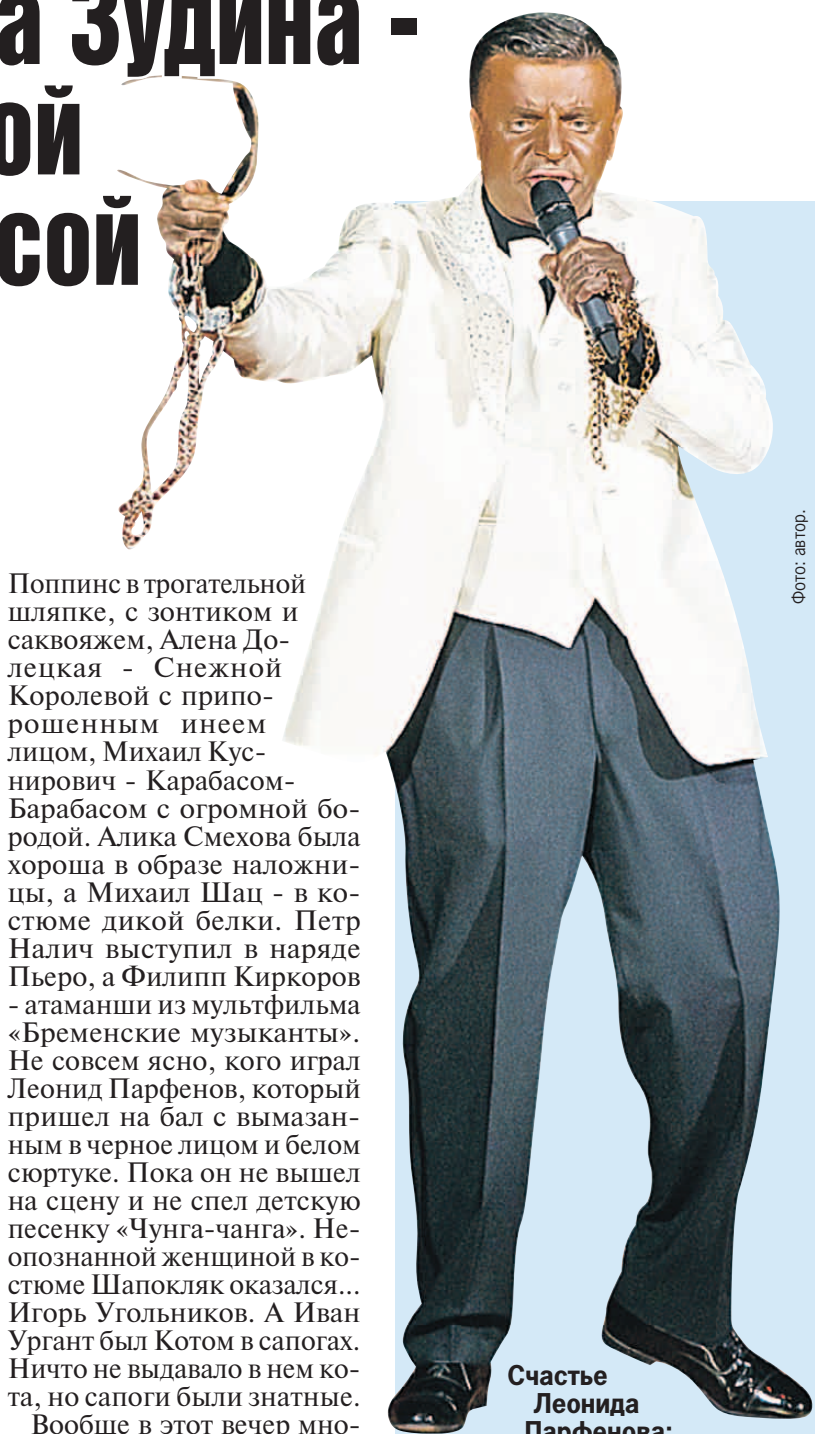 а Зудина -
ой
сой
Поппинс в трогательной
шляпке, с зонтиком и
саквояжем, Алена До-
лецкая - Снежной
Королевой с припо-
рошенным инеем
лицом, Михаил Кус-
нирович - Карабасом-
Барабасом с огромной бо-
родой. Алика Смехова была
хороша в образе наложни-
цы, а Михаил Шац - в ко-
стюме дикой белки. Петр
Налич выступил в наряде
Пьеро, а Филипп Киркоров
- атаманши из мультфильма
«Бременские музыканты».
Не совсем ясно, кого играл
Леонид Парфенов, который
пришел на бал с вымазан-
ным в черное лицом и белом
сюртуке. Пока он не вышел
на сцену и не спел детскую
песенку «Чунга-чанга». Не-
опознанной женщиной в ко-
стюме Шапокляк оказался...
Игорь Угольников. А Иван
Ургант был Котом в сапогах.
Ничто не выдавало в нем ко-
та, но сапоги были знатные.
Вообще в этот вечер мно-
Фото: автор.
Счастье
Леонида
Парфенова: